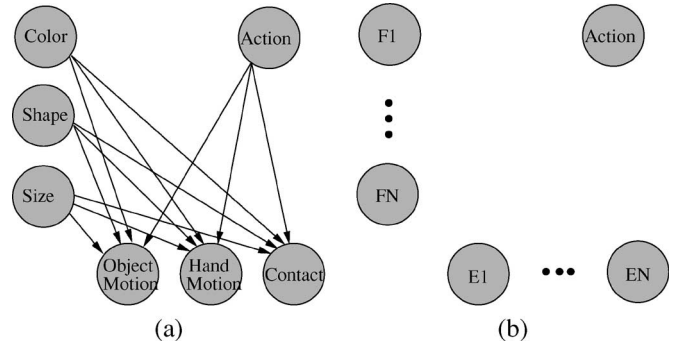 Color
Action
Shape
Size
Object
Motion
Hand
Motion
Contact
(a)
F1
Action
FN
E1
EN
(b)